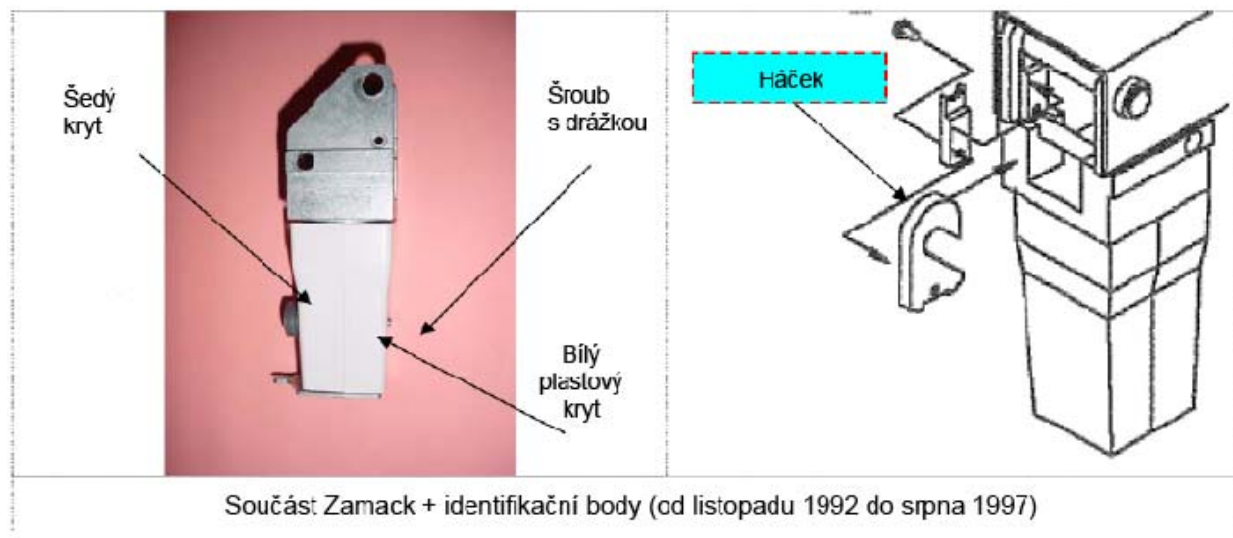 Šedý
kryt
Šroub
s drážkou
Háček
Bílý
plastový
kryt
Součást Zamack + identifikační body (od listopadu 1992 do srpna 1997)